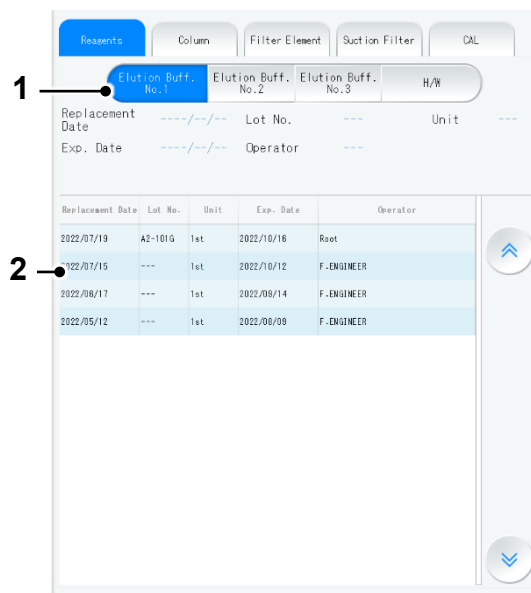 Reagents Column Filter Element Suction Filter CAL
1
Elution Buff. No.1 Elution Buff. No.2 Elution Buff. No.3 H/W
Replacement Date ----/--/-- Lot No. --- Unit ---
Exp. Date ----/--/-- Operator ---
Replacement Date Lot No. Unit Exp. Date Operator
2022/07/19 A2-101G 1st 2022/10/16 Root
2
2022/07/15 --- 1st 2022/10/12 F.ENGINEER
2022/06/17 --- 1st 2022/09/14 F.ENGINEER
2022/05/12 --- 1st 2022/08/09 F.ENGINEER